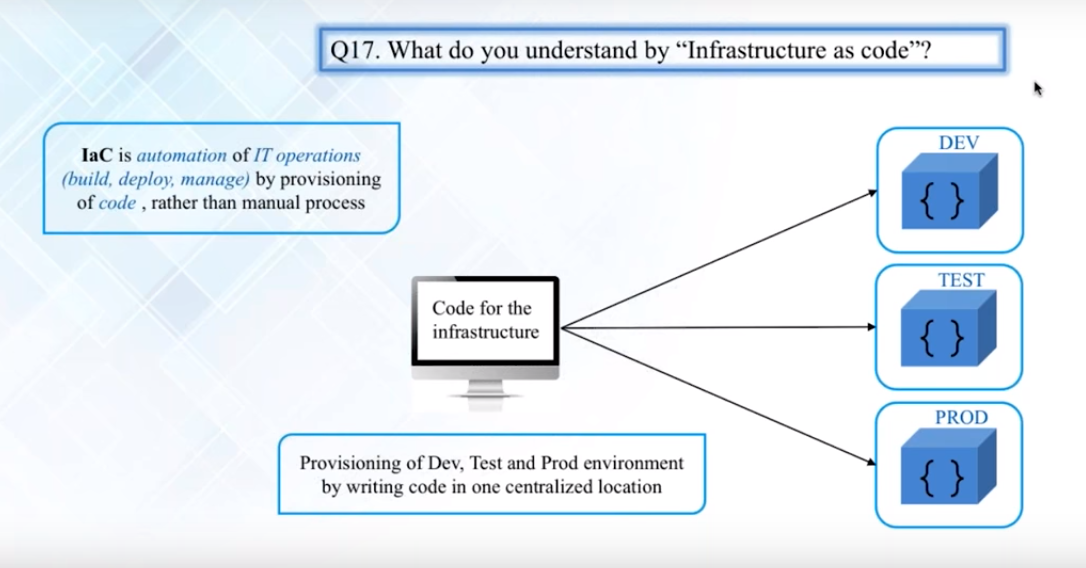 Q17. What do you understand by “Infrastructure as code”?
IaC is automation of IT operations
(build, deploy, manage) by provisioning
of code , rather than manual process
DEV
{ }
Code for the
infrastructure
TEST
{ }
PROD
{ }
Provisioning of Dev, Test and Prod environment
by writing code in one centralized location